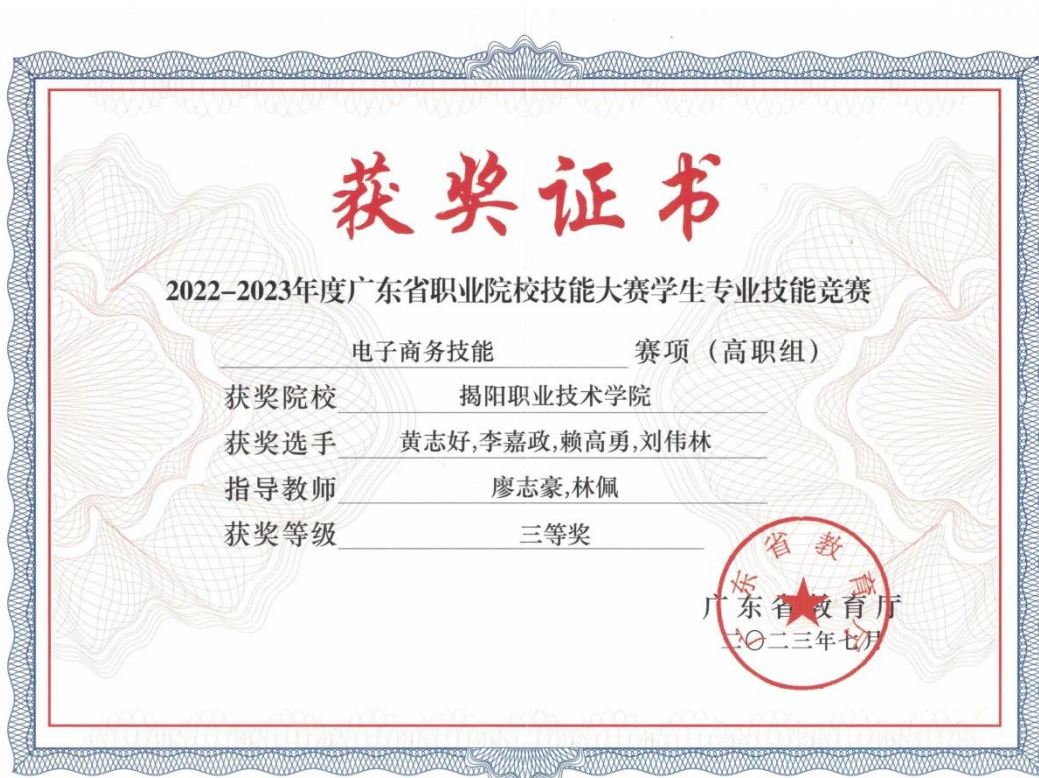 获奖证书
2022-2023年度广东省职业院校技能大赛学生专业技能竞赛
电子商务技能 赛项（高职组）
获奖院校 揭阳职业技术学院
获奖选手 黄志好,李嘉政,赖高勇,刘伟林
指导教师 廖志豪,林佩
获奖等级 三等奖
广东省教育厅
广东省教育厅
二〇二三年七月